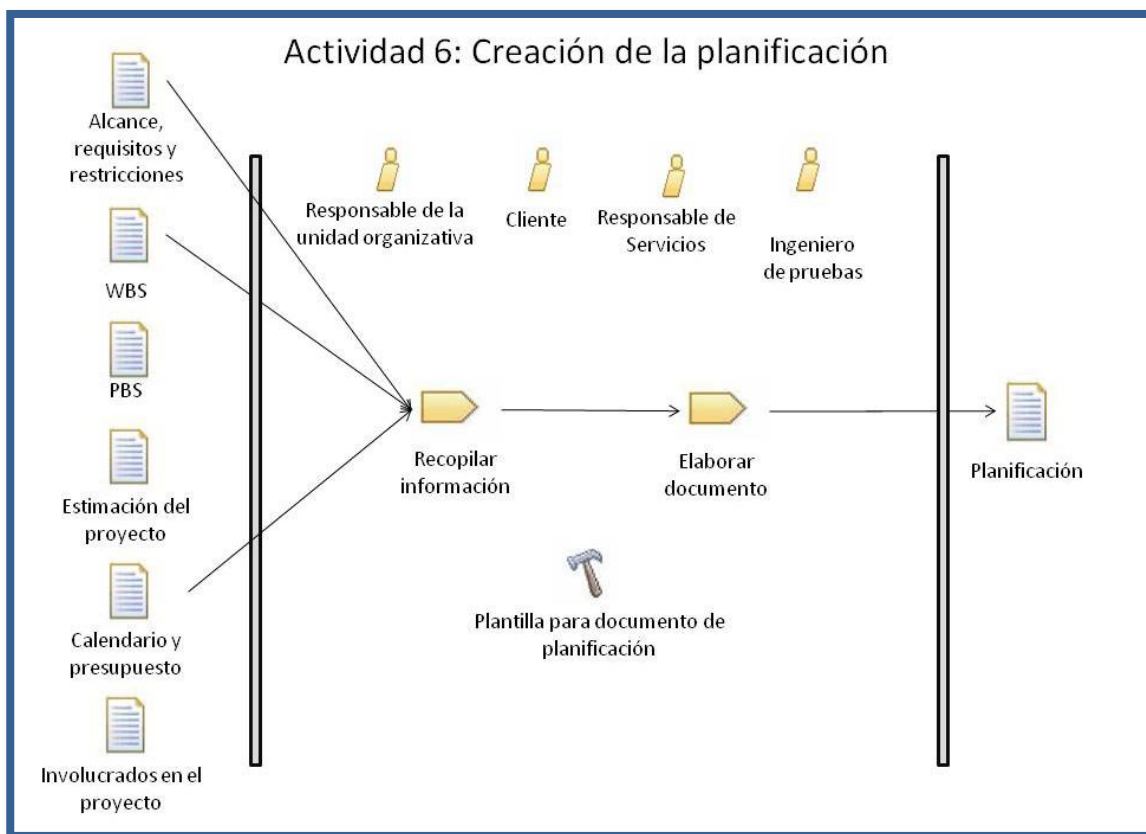 Actividad 6: Creación de la planificación
Alcance,
requisitos y
restricciones
WBS
PBS
Estimación del
proyecto
Calendario y
presupuesto
Involucrados en el
proyecto
Responsable de la
unidad organizativa
Cliente
Responsable de
Servicios
Ingeniero
de pruebas
Recopilar
información
Elaborar
documento
Plantilla para documento de
planificación
Planificación